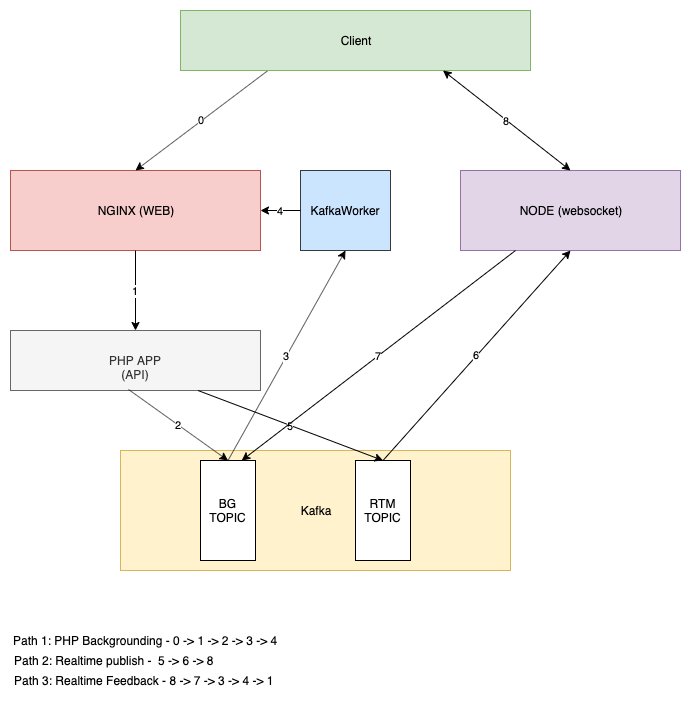 Client
0
8
NGINX (WEB)
4
KafkaWorker
NODE (websocket)
1
PHP APP
(API)
3
7
6
2
5
BG
TOPIC
Kafka
RTM
TOPIC
Path 1: PHP Backgrounding - 0 -> 1 -> 2 -> 3 -> 4
Path 2: Realtime publish - 5 -> 6 -> 8
Path 3: Realtime Feedback - 8 -> 7 -> 3 -> 4 -> 1